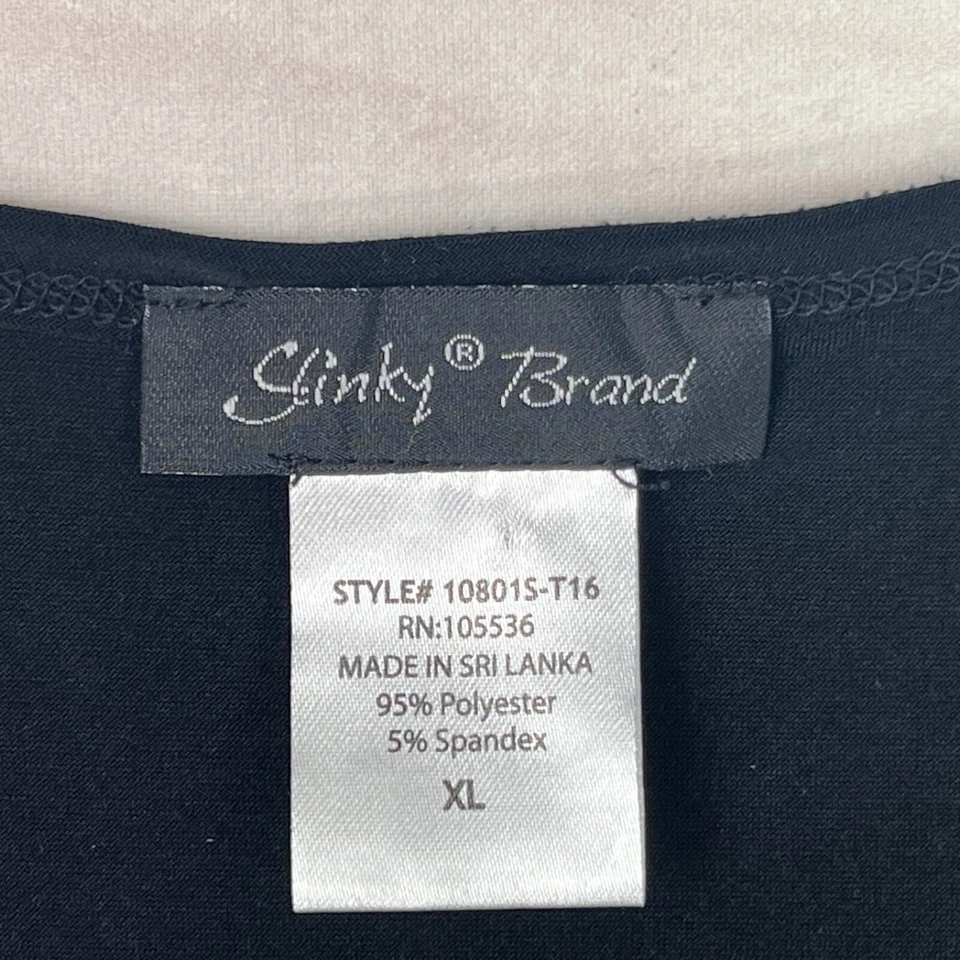 Slinky® Brand
STYLE# 10801S-T16
RN:105536
MADE IN SRI LANKA
95% Polyester
5% Spandex
XL